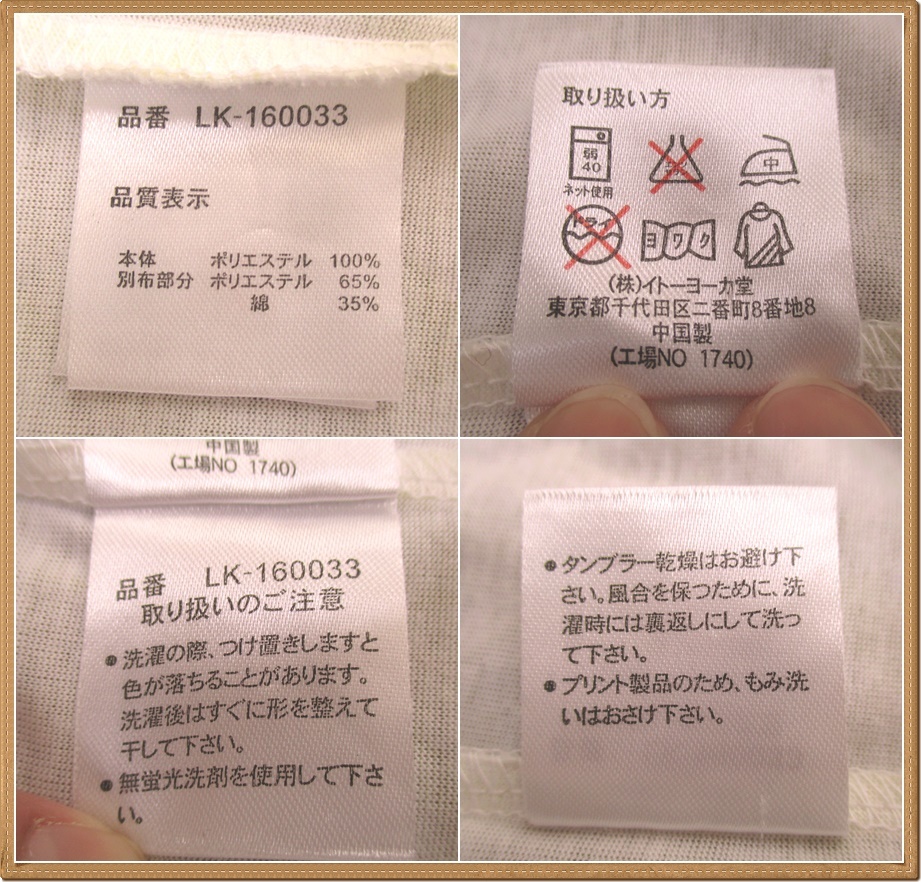 品番 LK-160033
品質表示
本体 ポリエステル 100%
別布部分 ポリエステル 65%
綿 35%
取り扱い方
弱
40
中
ネット使用
ドライ
ヨワク
(株)イトーヨーカ堂
東京都千代田区二番町8番地8
中国製
(工場NO 1740)
中国製
(工場NO 1740)
品番 LK-160033
取り扱いのご注意
●洗濯の際、つけ置きしますと
色が落ちることがあります。
洗濯後はすぐに形を整えて
干して下さい。
●無蛍光洗剤を使用して下さ
い。
●タンブラー乾燥はお避け下
さい。風合を保つために、洗
濯時には裏返しにして洗っ
て下さい。
●プリント製品のため、もみ洗
いはおさけ下さい。